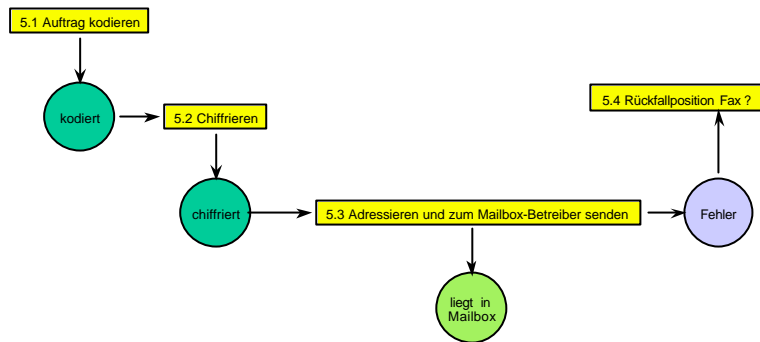 5.1 Auftrag kodieren
kodiert
5.2 Chiffrieren
5.4 Rückfallposition Fax ?
chiffriert
5.3 Adressieren und zum Mailbox-Betreiber senden
Fehler
liegt in
Mailbox